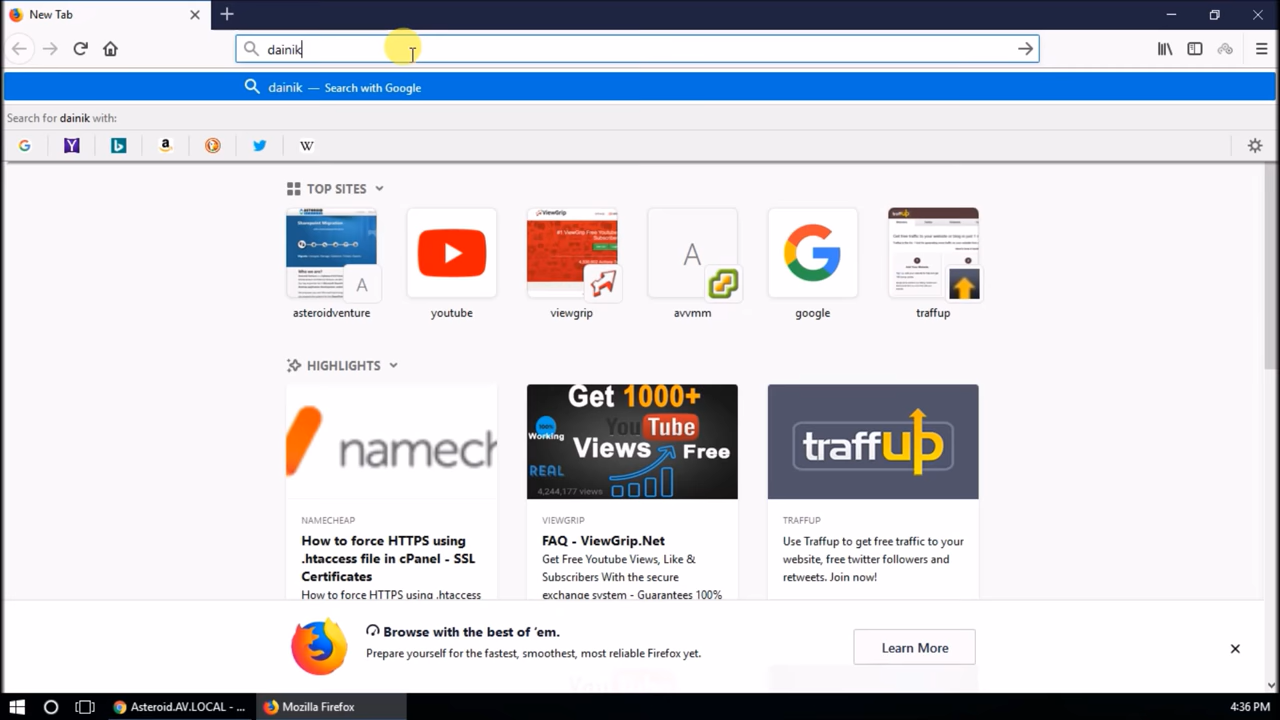 New Tab
dainik
dainik — Search with Google
Search for dainik with:
TOP SITES
A
A
asteroidventure
youtube
viewgrip
avvmm
google
traffup
HIGHLIGHTS
namech
Get 1000+
YouTube
100%
Working
Views Free
REAL
4,244,177 views
traffup
NAMECHEAP
How to force HTTPS using .htaccess file in cPanel - SSL Certificates
How to force HTTPS using .htaccess
VIEWGRIP
FAQ - ViewGrip.Net
Get Free Youtube Views, Like &
Subscribers With the secure
exchange system - Guarantees 100%
TRAFFUP
Use Traffup to get free traffic to your
website, free twitter followers and
retweets. Join now!
Browse with the best of ’em.
Prepare yourself for the fastest, smoothest, most reliable Firefox yet.
Learn More
Asteroid.AV.LOCAL - ...
Mozilla Firefox
4:36 PM